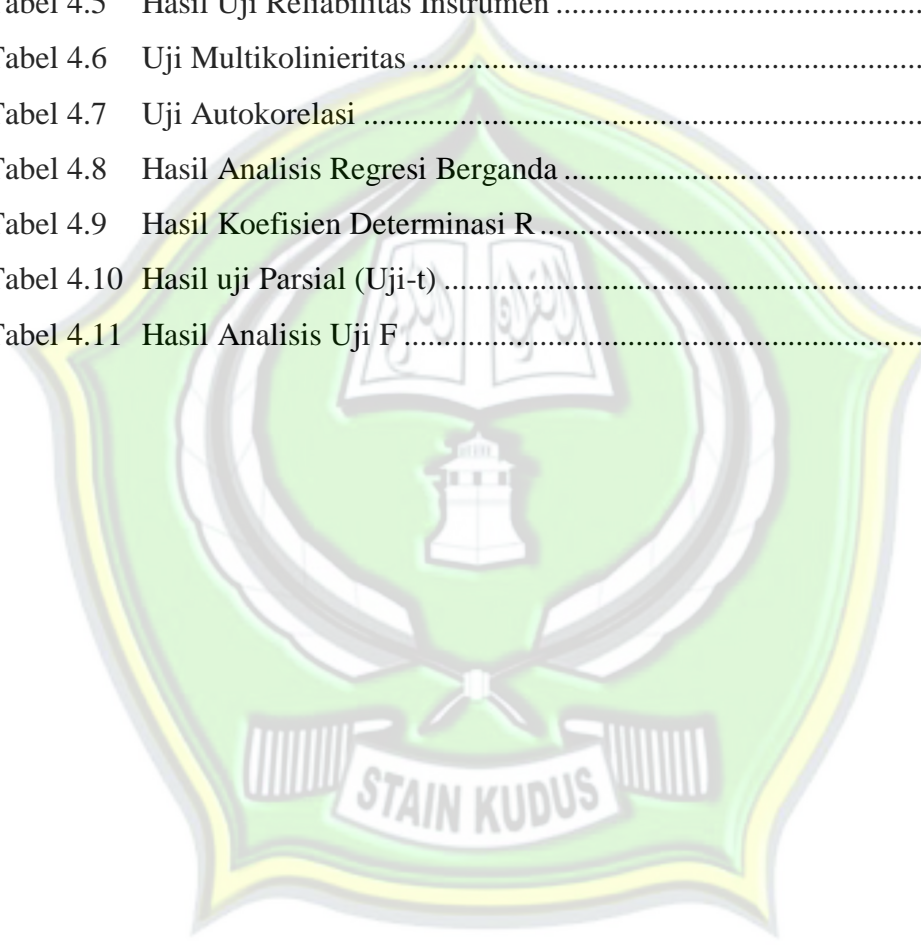 abel 4.5 Hasil Uji Reliabilitas Instrumen ....................................................
Tabel 4.6 Uji Multikolinieritas ........................................................................
Tabel 4.7 Uji Autokorelasi ..............................................................................
Tabel 4.8 Hasil Analisis Regresi Berganda ....................................................
Tabel 4.9 Hasil Koefisien Determinasi R .......................................................
Tabel 4.10 Hasil uji Parsial (Uji-t) ...................................................................
Tabel 4.11 Hasil Analisis Uji F ........................................................................
STAIN KUDUS